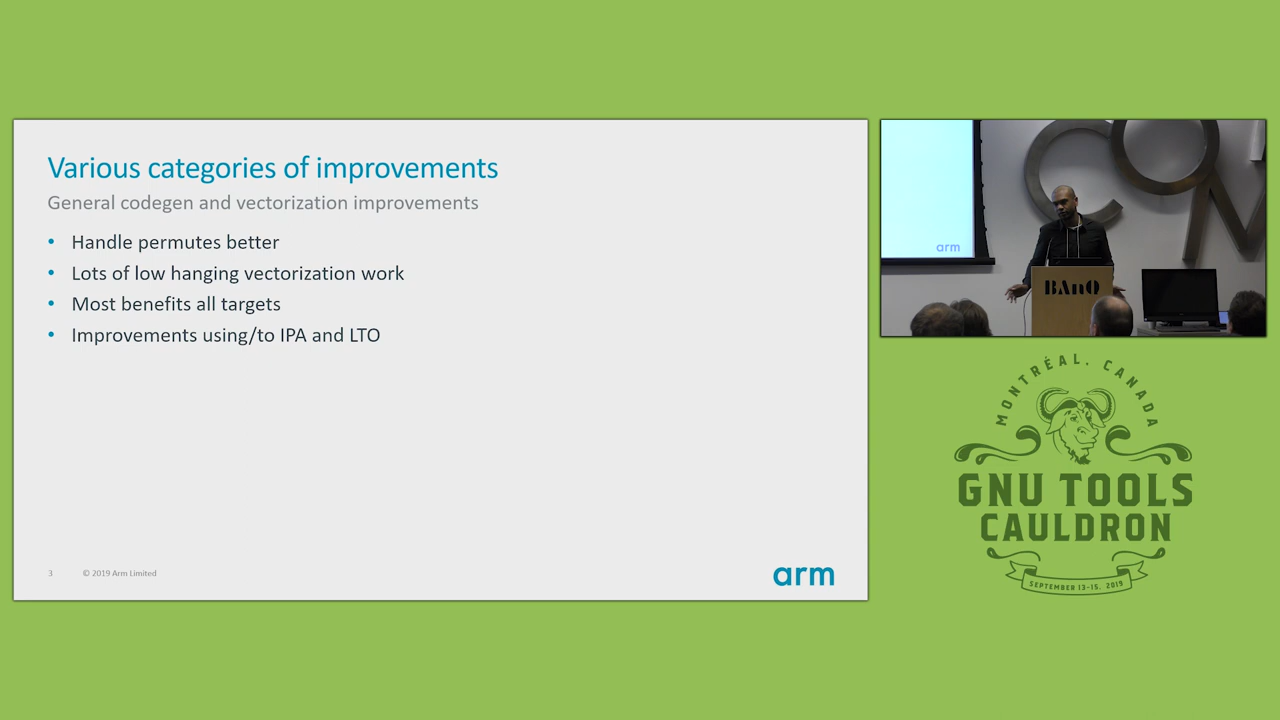 Various categories of improvements
General codegen and vectorization improvements
• Handle permutes better
• Lots of low hanging vectorization work
• Most benefits all targets
• Improvements using/to IPA and LTO
3 © 2019 Arm Limited
arm
arm
COM
BAnQ
MONTRÉAL, CANADA
GNU TOOLS
CAULDRON
SEPTEMBER 13-15, 2019